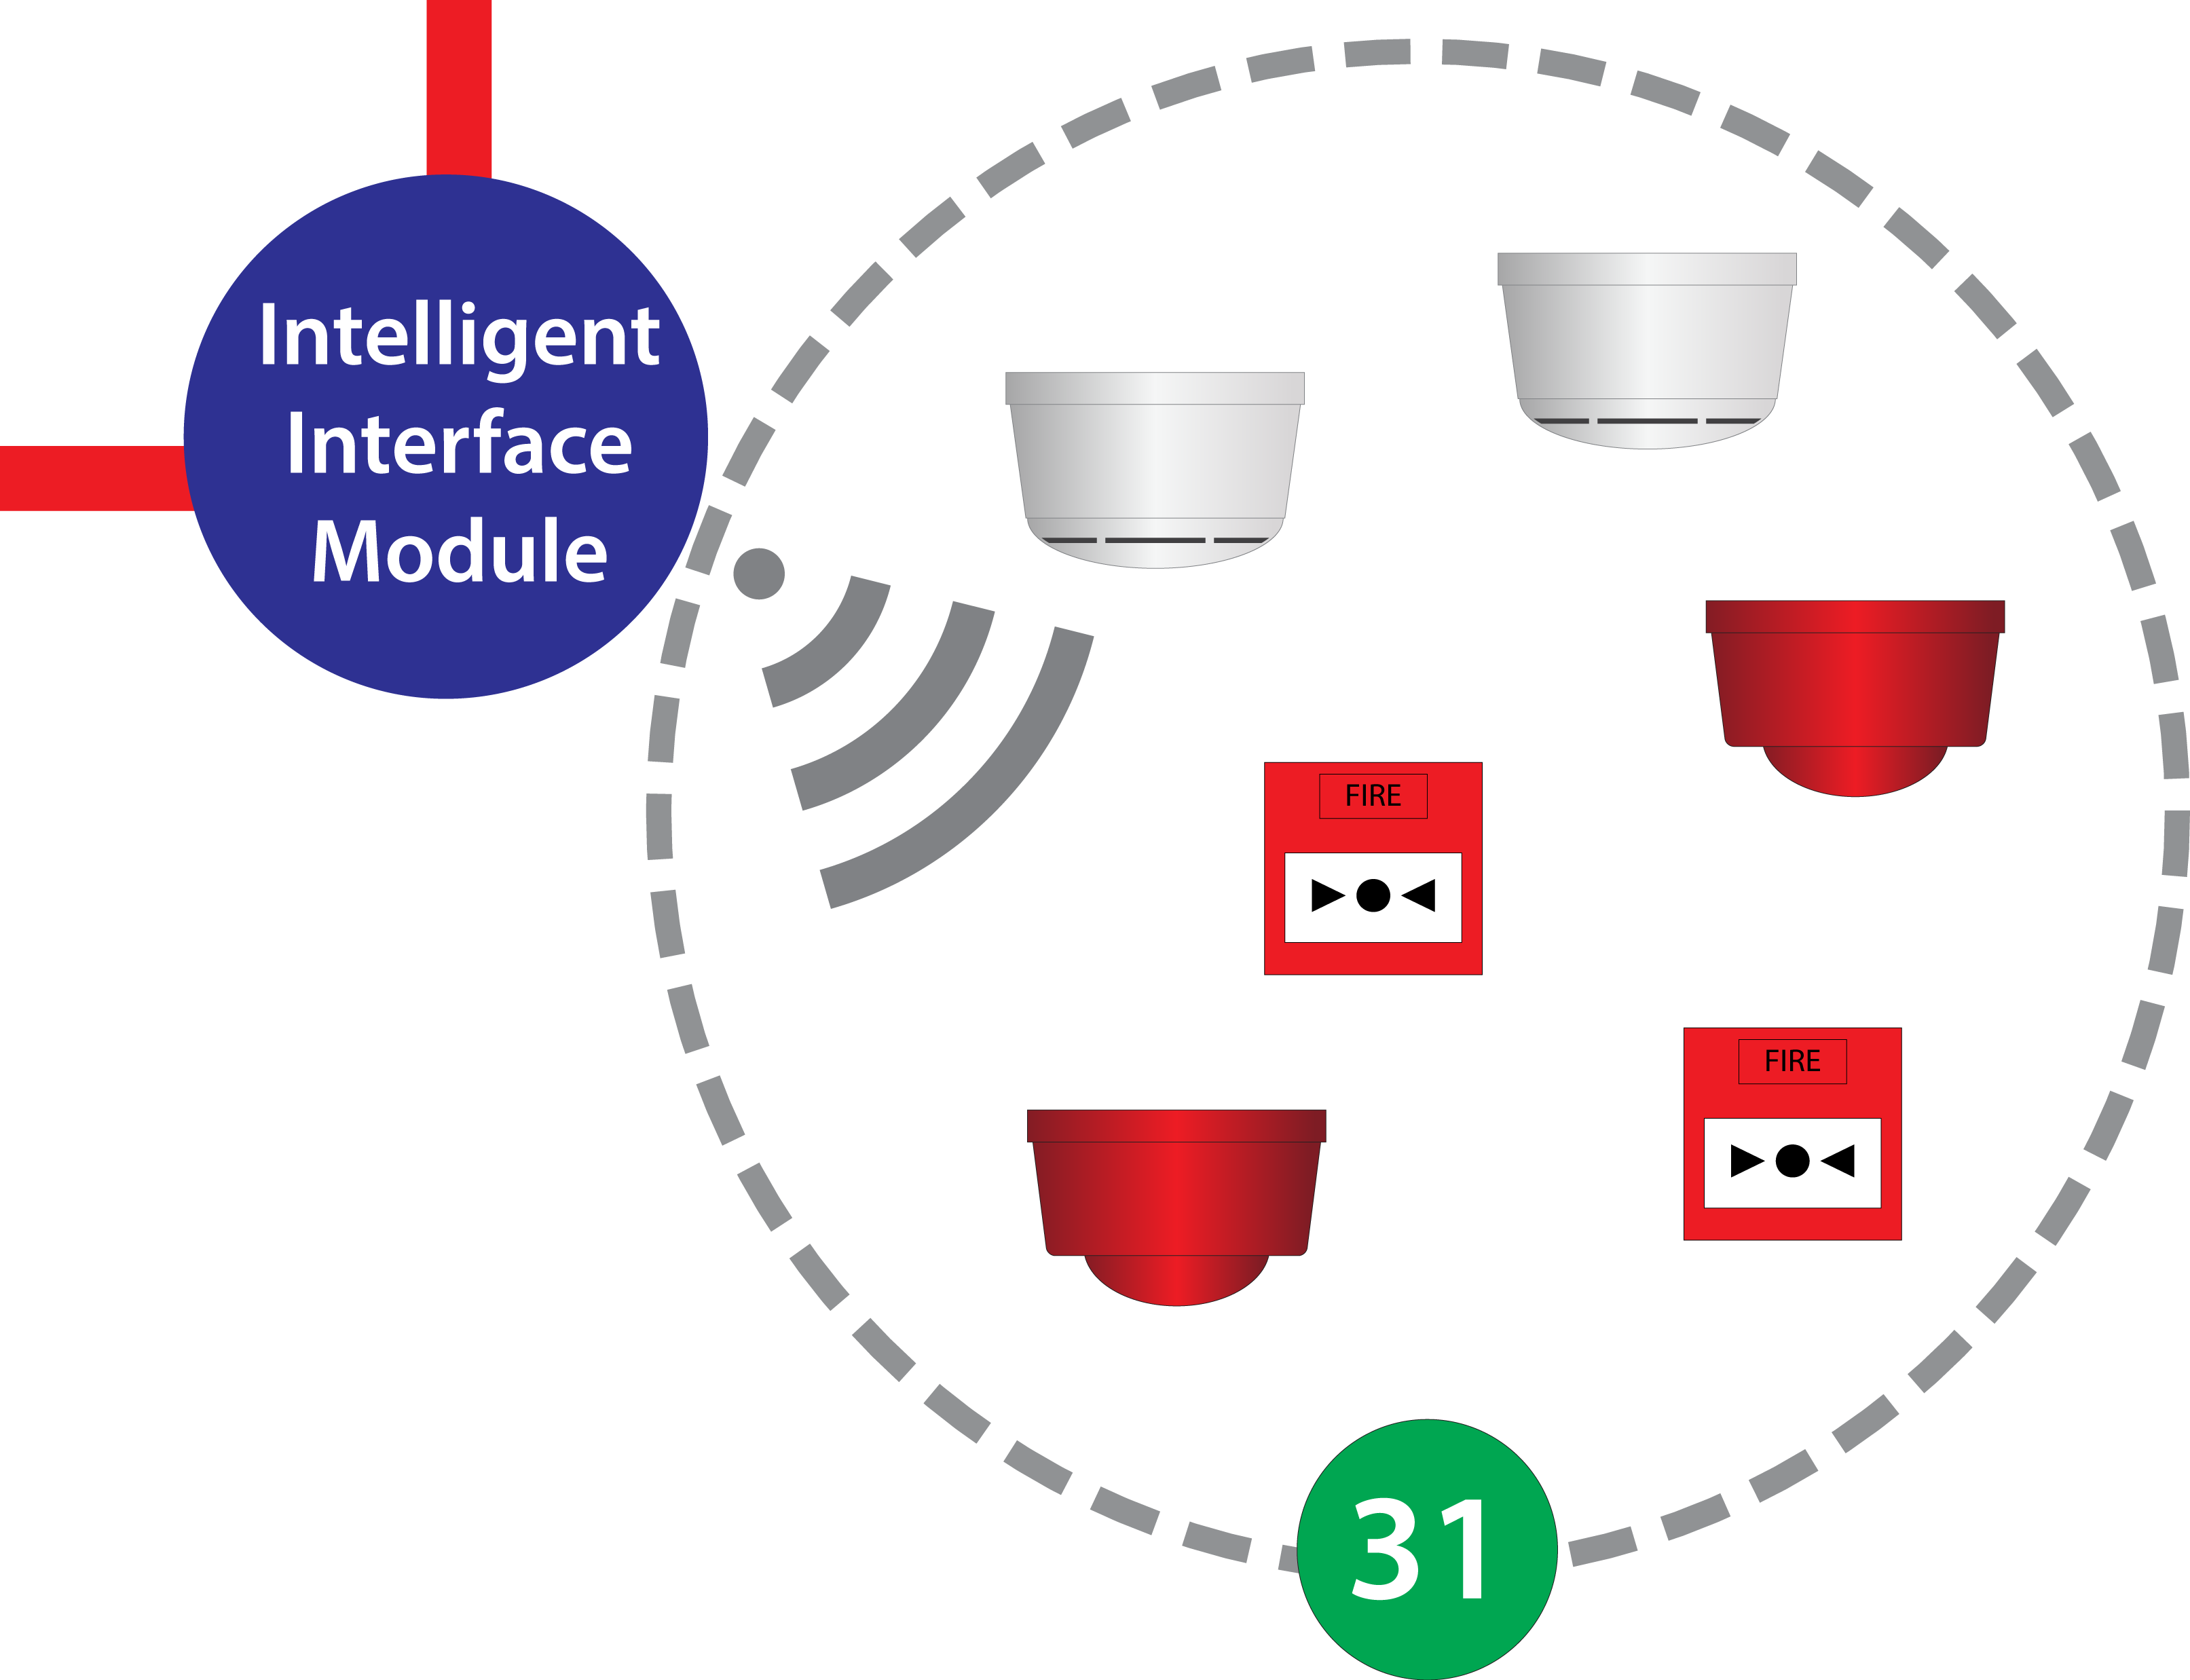 Intelligent
Interface
Module
FIRE
FIRE
31